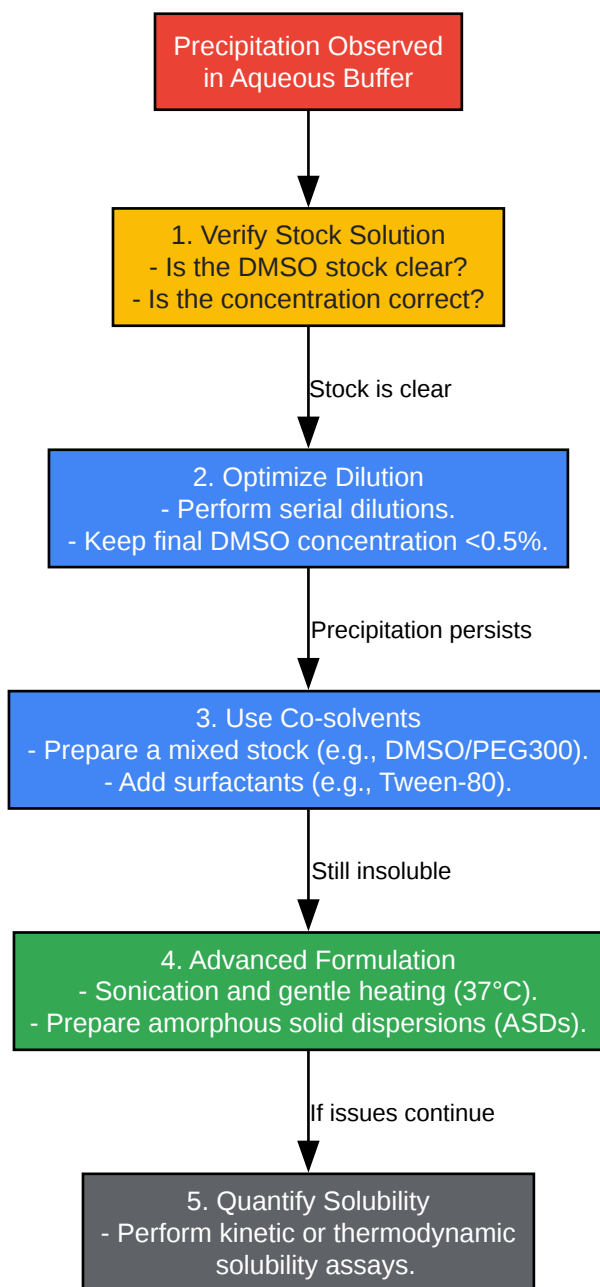 Precipitation Observed
in Aqueous Buffer
1. Verify Stock Solution
- Is the DMSO stock clear?
- Is the concentration correct?
Stock is clear
2. Optimize Dilution
- Perform serial dilutions.
- Keep final DMSO concentration <0.5%.
Precipitation persists
3. Use Co-solvents
- Prepare a mixed stock (e.g., DMSO/PEG300).
- Add surfactants (e.g., Tween-80).
Still insoluble
4. Advanced Formulation
- Sonication and gentle heating (37°C).
- Prepare amorphous solid dispersions (ASDs).
If issues continue
5. Quantify Solubility
- Perform kinetic or thermodynamic
solubility assays.